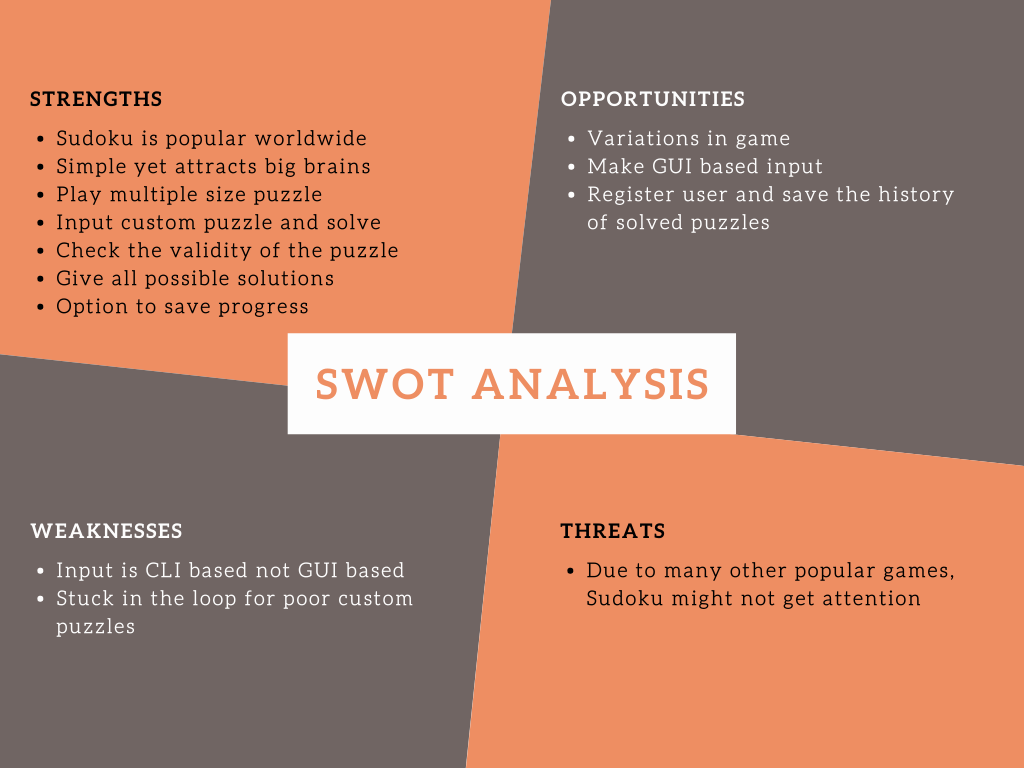 STRENGTHS
• Sudoku is popular worldwide
• Simple yet attracts big brains
• Play multiple size puzzle
• Input custom puzzle and solve
• Check the validity of the puzzle
• Give all possible solutions
• Option to save progress
OPPORTUNITIES
• Variations in game
• Make GUI based input
• Register user and save the history
of solved puzzles
SWOT ANALYSIS
WEAKNESSES
• Input is CLI based not GUI based
• Stuck in the loop for poor custom
puzzles
THREATS
• Due to many other popular games,
Sudoku might not get attention